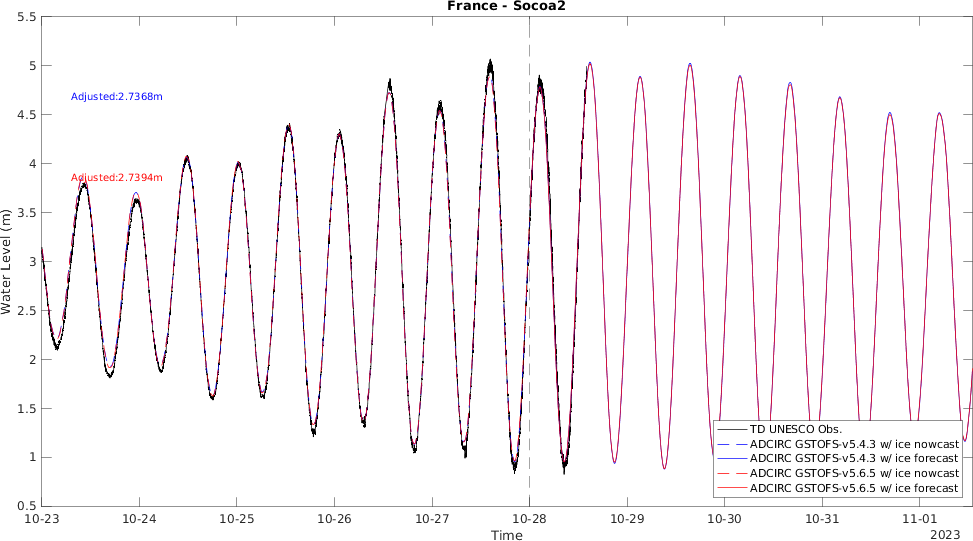 France - Socoa2
5.5
5
4.5
4
3.5
3
2.5
2
1.5
1
0.5
Water Level (m)
Adjusted:2.7368m
Adjusted:2.7394m
TD UNESCO Obs.
ADCIRC GSTOFS-v5.4.3 w/ ice nowcast
ADCIRC GSTOFS-v5.4.3 w/ ice forecast
ADCIRC GSTOFS-v5.6.5 w/ ice nowcast
ADCIRC GSTOFS-v5.6.5 w/ ice forecast
10-23 10-24 10-25 10-26 10-27 10-28 10-29 10-30 10-31 11-01
2023
Time